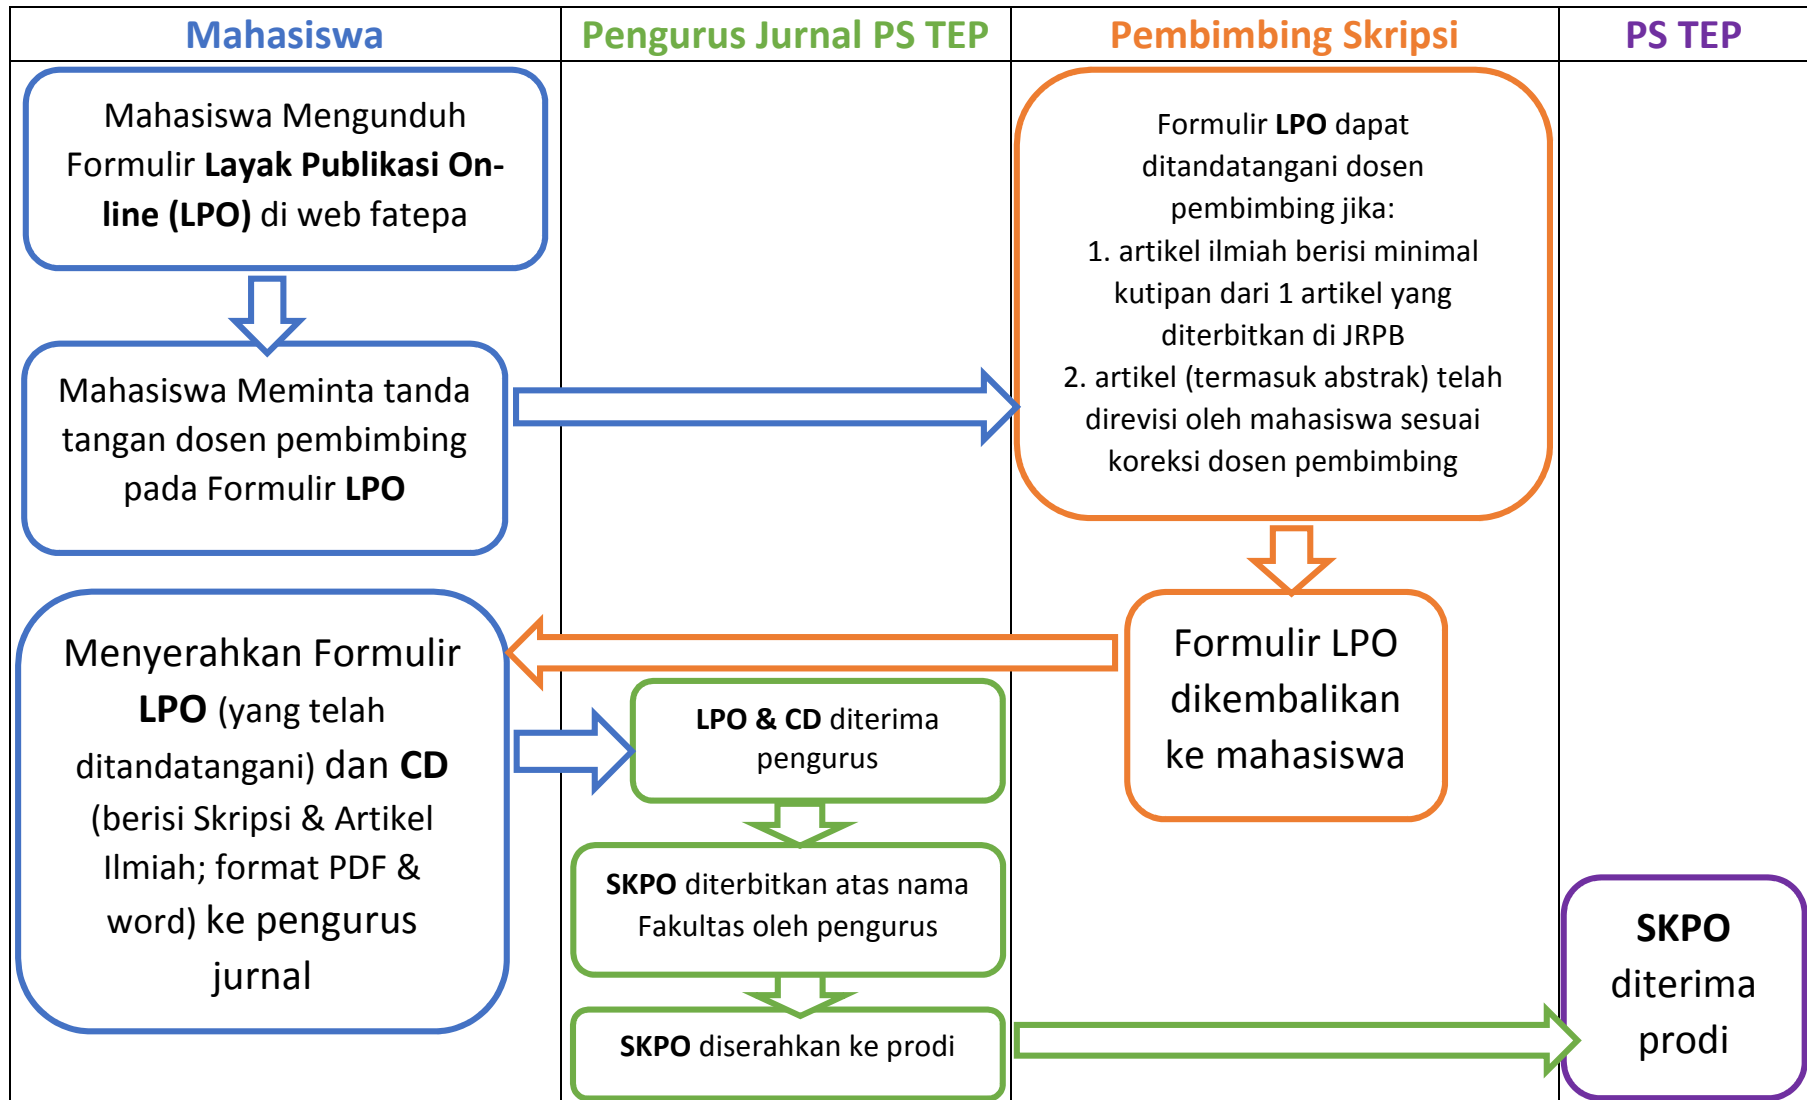 Mahasiswa
Pengurus Jurnal PS TEP
Pembimbing Skripsi
PS TEP
Mahasiswa Mengunduh
Formulir Layak Publikasi On-
line (LPO) di web fatepa
Mahasiswa Meminta tanda
tangan dosen pembimbing
pada Formulir LPO
Formulir LPO dapat
ditandatangani dosen
pembimbing jika:
1. artikel ilmiah berisi minimal
kutipan dari 1 artikel yang
diterbitkan di JRPB
2. artikel (termasuk abstrak) telah
direvisi oleh mahasiswa sesuai
koreksi dosen pembimbing
Formulir LPO
dikembalikan
ke mahasiswa
Menyerahkan Formulir
LPO (yang telah
ditandatangani) dan CD
(berisi Skripsi & Artikel
Ilmiah; format PDF &
word) ke pengurus
jurnal
LPO & CD diterima
pengurus
SKPO diterbitkan atas nama
Fakultas oleh pengurus
SKPO diserahkan ke prodi
SKPO
diterima
prodi